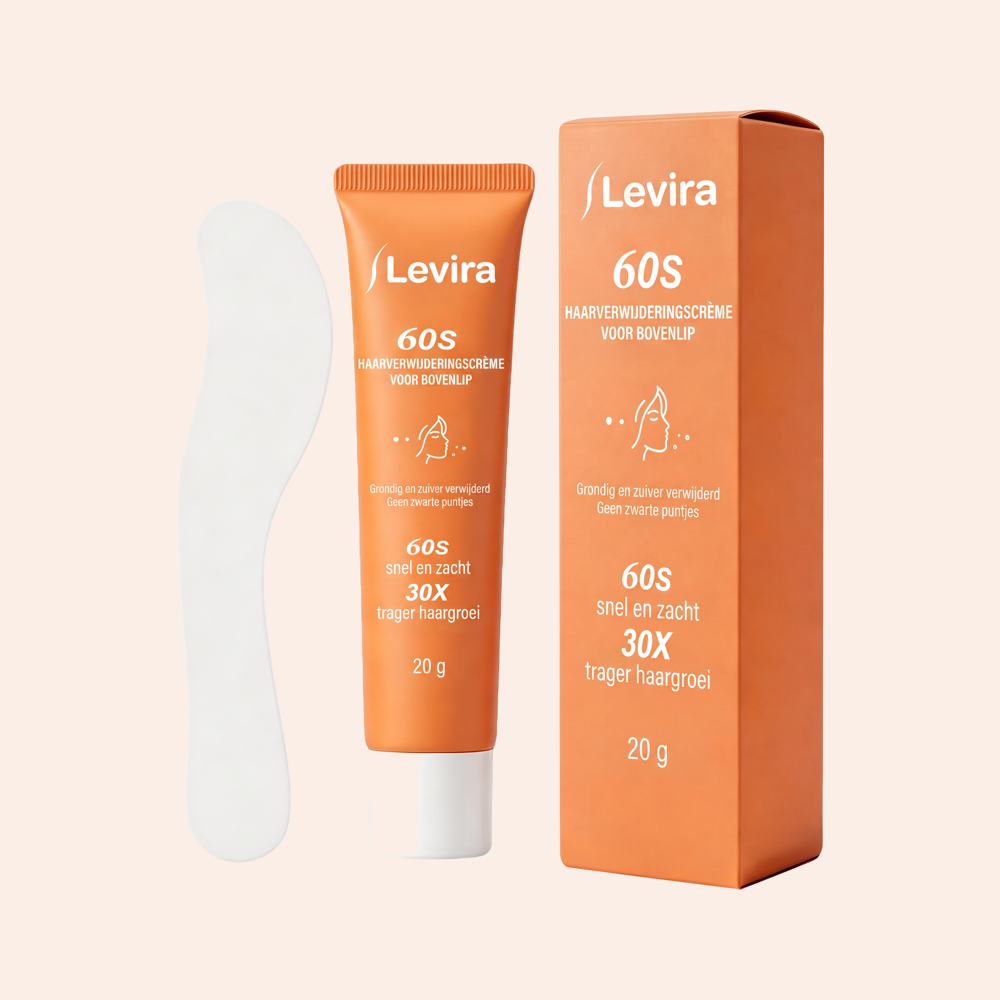 Levira
60S
HAARVERWIJDERINGSCRÈME
VOOR BOVENLIP
Grondig en zuiver verwijderd
Geen zwarte puntjes
60S
snel en zacht
30X
trager haargroei
20 g
Levira
60S
HAARVERWIJDERINGSCRÈME
VOOR BOVENLIP
Grondig en zuiver verwijderd
Geen zwarte puntjes
60S
snel en zacht
30X
trager haargroei
20 g